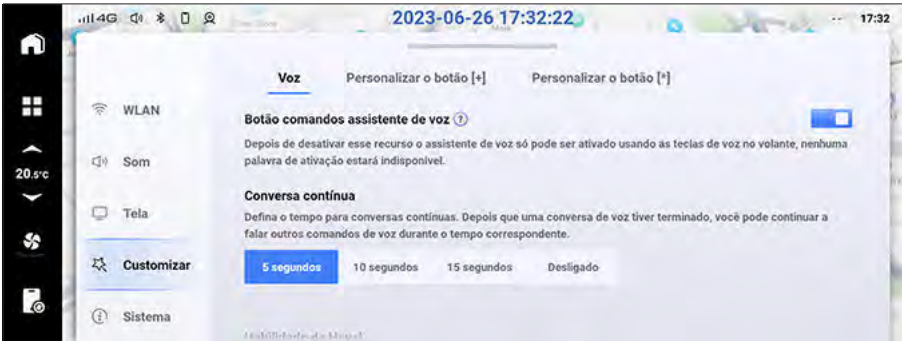 4G 2023-06-26 17:32:22 -- 17:32
Voz Personalizar o botão [+] Personalizar o botão [*]
WLAN
Botão comandos assistente de voz ?
Depois de desativar esse recurso o assistente de voz só pode ser ativado usando as teclas de voz no volante, nenhuma
palavra de ativação estará indisponível.
Som
20.5°C
Conversa contínua
Tela
Defina o tempo para conversas contínuas. Depois que uma conversa de voz tiver terminado, você pode continuar a
falar outros comandos de voz durante o tempo correspondente.
Customizar
5 segundos 10 segundos 15 segundos Desligado
Sistema